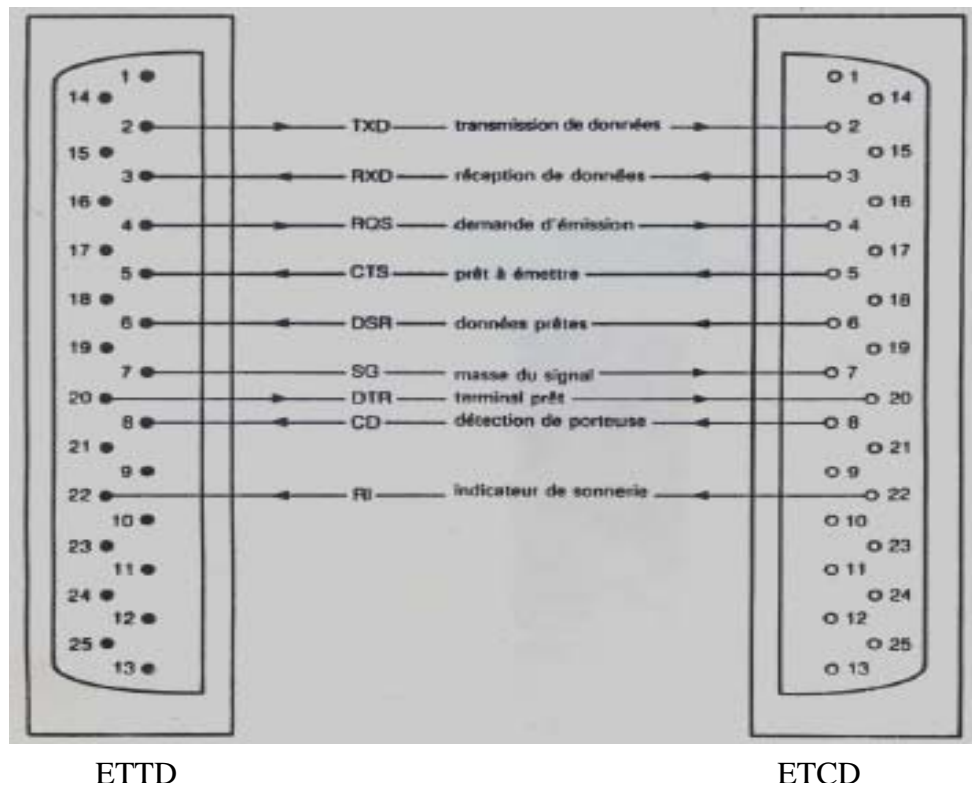 1 1
14 14
2 TXD transmission de données 2
15 15
3 RXD réception de données 3
16 16
4 RQS demande d'émission 4
17 17
5 CTS prêt à émettre 5
18 18
6 DSR données prêtes 6
19 19
7 SG masse du signal 7
20 DTR terminal prêt 20
8 CD détection de porteuse 8
21 21
9 9
22 RI indicateur de sonnerie 22
10 10
23 23
11 11
24 24
12 12
25 25
13 13
ETTD ETCD